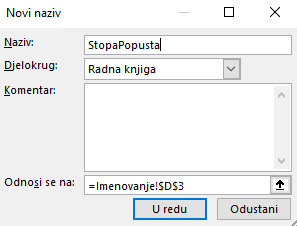 Novi naziv
Naziv: StopaPopusta
Djelokrug: Radna knjiga
Komentar:
Odnosi se na: =Imenovanje!$D$3
U redu Odustani